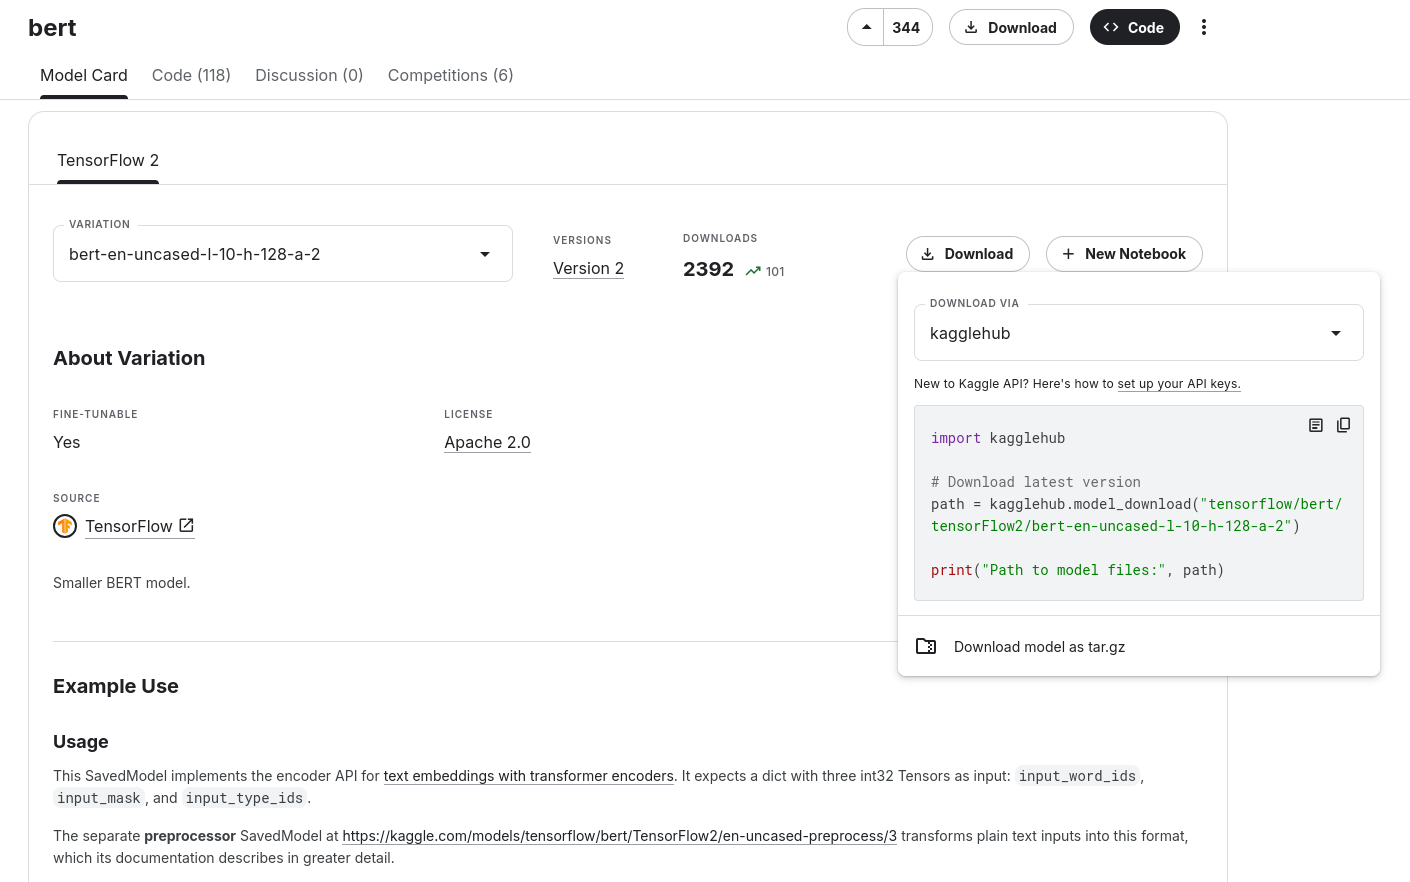 bert
344
Download
Code
Model Card
Code (118)
Discussion (0)
Competitions (6)
TensorFlow 2
VARIATION
bert-en-uncased-l-10-h-128-a-2
VERSIONS
Version 2
DOWNLOADS
2392
101
Download
New Notebook
DOWNLOAD VIA
kagglehub
New to Kaggle API? Here's how to set up your API keys.
import kagglehub
# Download latest version
path = kagglehub.model_download("tensorflow/bert/
tensorFlow2/bert-en-uncased-l-10-h-128-a-2")
print("Path to model files:", path)
Download model as tar.gz
About Variation
FINE-TUNABLE
Yes
LICENSE
Apache 2.0
SOURCE
TensorFlow
Smaller BERT model.
Example Use
Usage
This SavedModel implements the encoder API for text embeddings with transformer encoders. It expects a dict with three int32 Tensors as input: input_word_ids,
input_mask, and input_type_ids.
The separate preprocessor SavedModel at https://kaggle.com/models/tensorflow/bert/TensorFlow2/en-uncased-preprocess/3 transforms plain text inputs into this format,
which its documentation describes in greater detail.